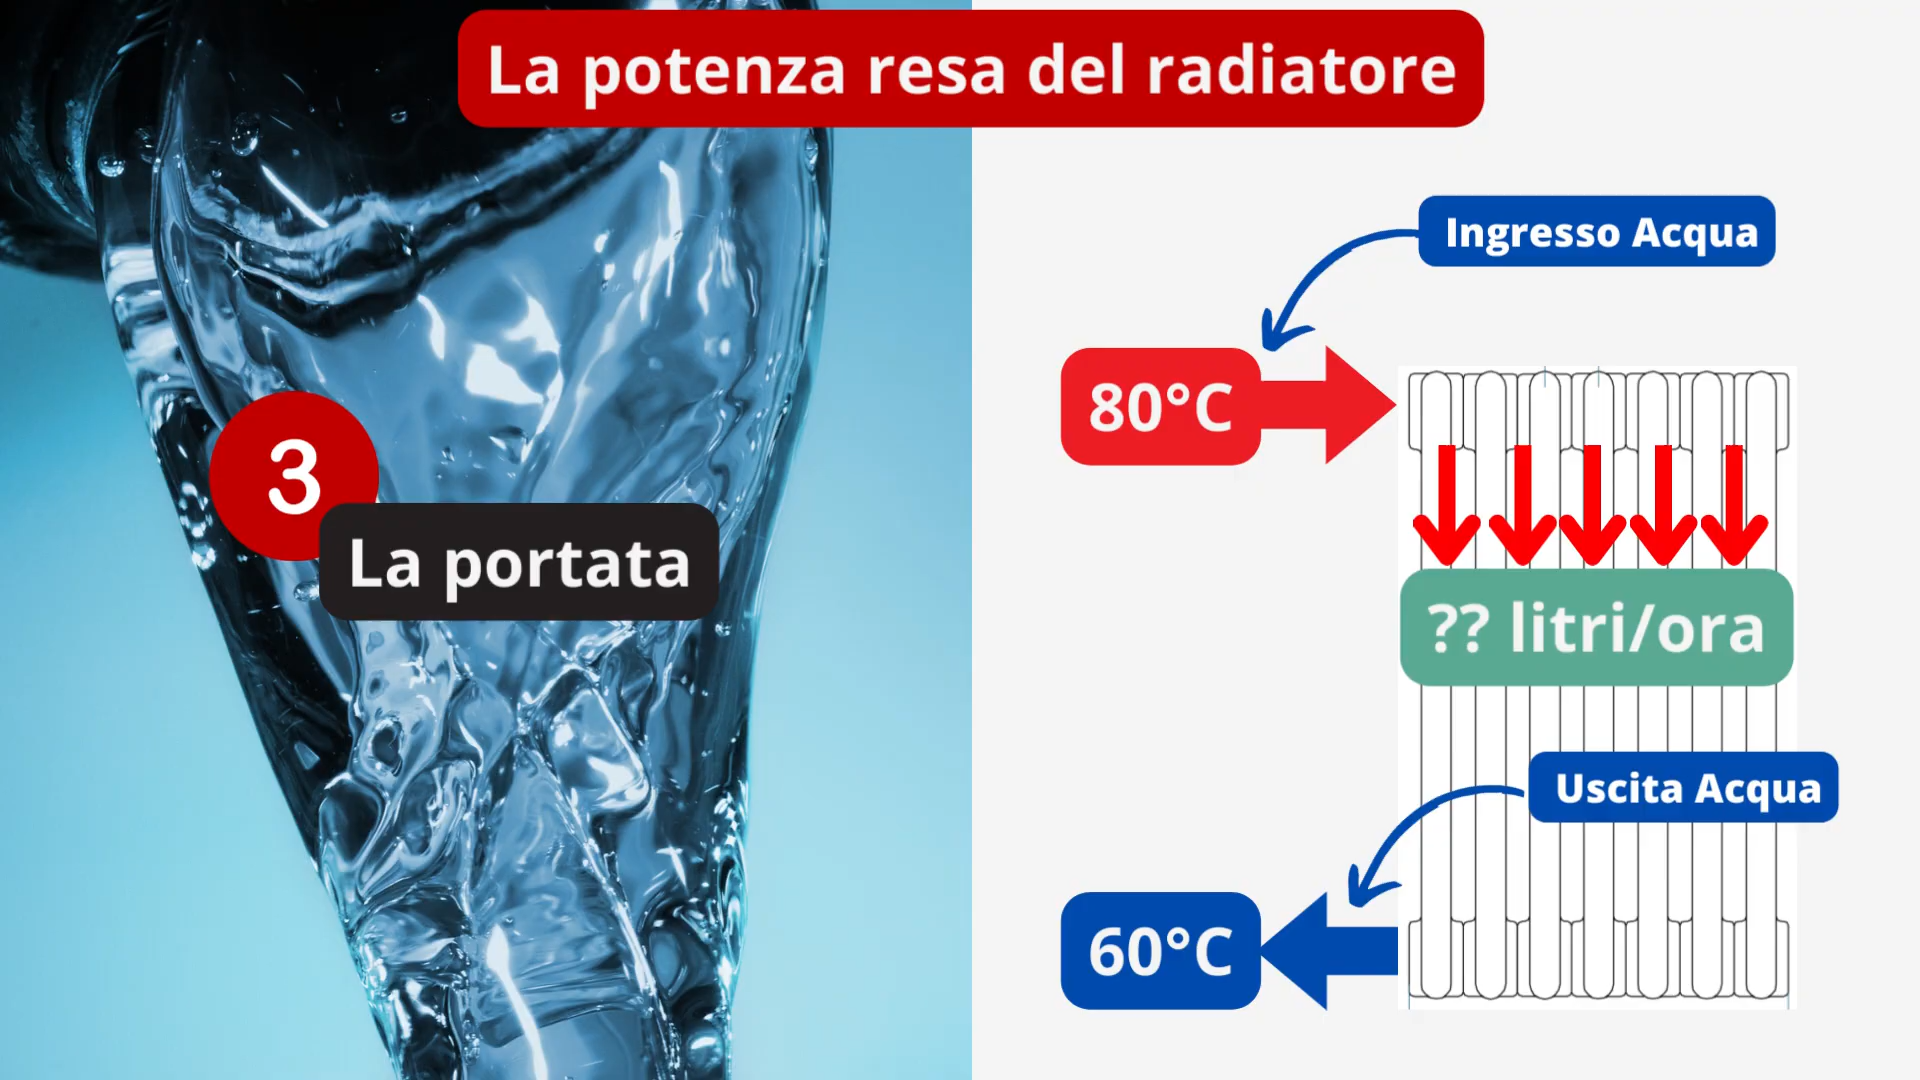 La potenza resa del radiatore
Ingresso Acqua
80°C
3
La portata
?? litri/ora
Uscita Acqua
60°C